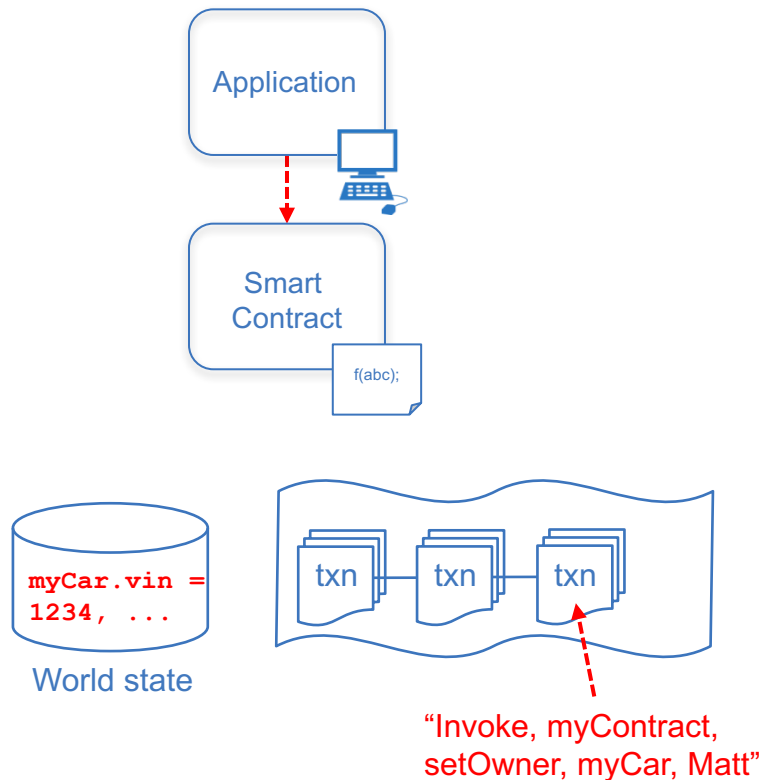 Application
Smart
Contract
f(abc);
myCar.vin =
1234, ...
txn
txn
txn
World state
“Invoke, myContract,
setOwner, myCar, Matt”